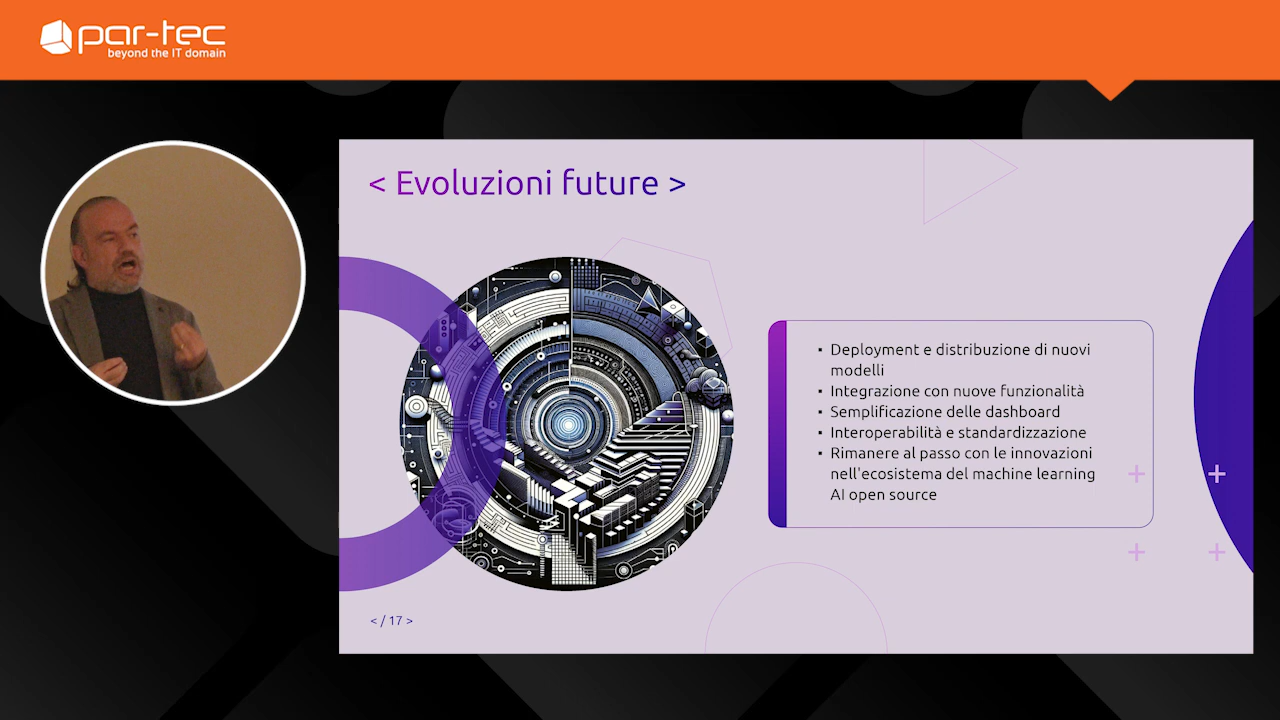 par-tec
beyond the IT domain
< Evoluzioni future >
▪ Deployment e distribuzione di nuovi
modelli
▪ Integrazione con nuove funzionalità
▪ Semplificazione delle dashboard
▪ Interoperabilità e standardizzazione
▪ Rimanere al passo con le innovazioni
nell'ecosistema del machine learning
AI open source
< / 17 >